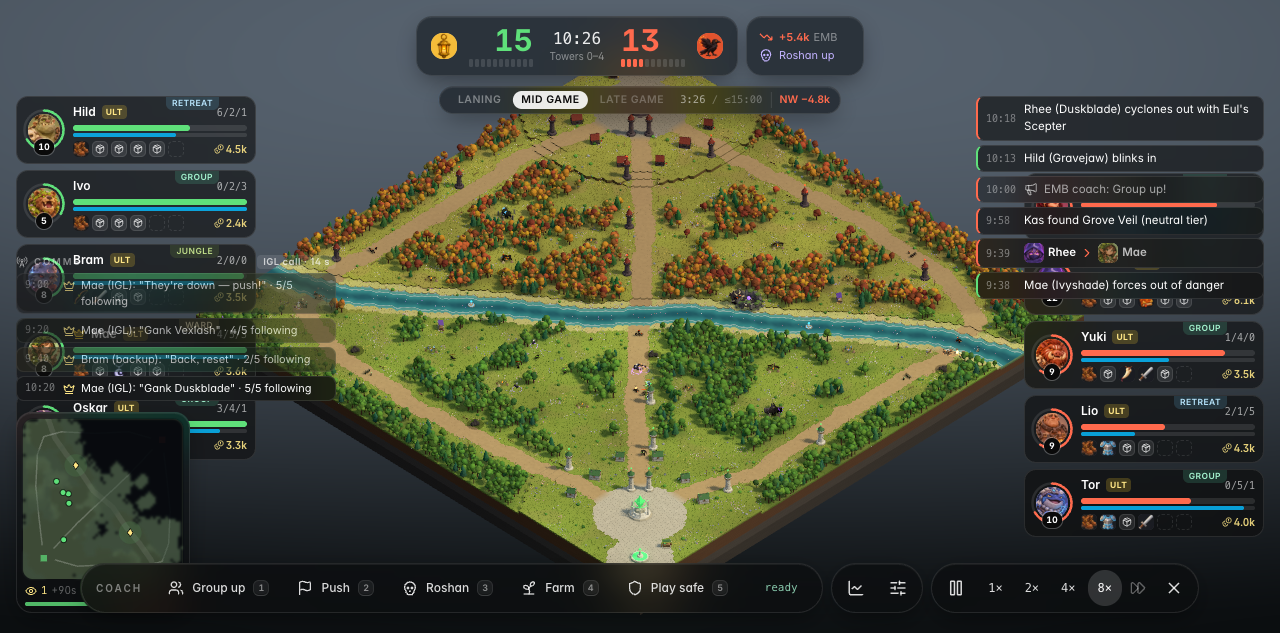 15 10:26 13
Towers 0–4
+5.4k EMB
Roshan up
LANING MID GAME LATE GAME 3:26 / ≤15:00 NW −4.8k
Hild ULT RETREAT 6/2/1
10 4.5k
Ivo GROUP 0/2/3
5 2.4k
Bram ULT JUNGLE 2/0/0
8 3.5k
COMM IGL call · 14 s
9:08 Mae (IGL): "They're down — push!" · 5/5
following
9:20 Mae (IGL): "Gank Vexlash" · 4/5 following
Mae WARD
9:40 Bram (backup): "Back, reset" · 2/5 following
8 3.8k
10:20 Mae (IGL): "Gank Duskblade" · 5/5 following
Oskar ULT 3/4/1
3.3k
1 +90s
10:18 Rhee (Duskblade) cyclones out with Eul's
Scepter
10:13 Hild (Gravejaw) blinks in
10:00 EMB coach: Group up!
9:58 Kas found Grove Veil (neutral tier)
9:39 Rhee > Mae
9:38 Mae (Ivyshade) forces out of danger
12 6.1k
Yuki ULT GROUP 1/4/0
9 3.5k
Lio ULT RETREAT 2/1/5
9 4.3k
Tor ULT GROUP 0/5/1
10 4.0k
COACH Group up 1 Push 2 Roshan 3 Farm 4 Play safe 5 ready
1× 2× 4× 8×